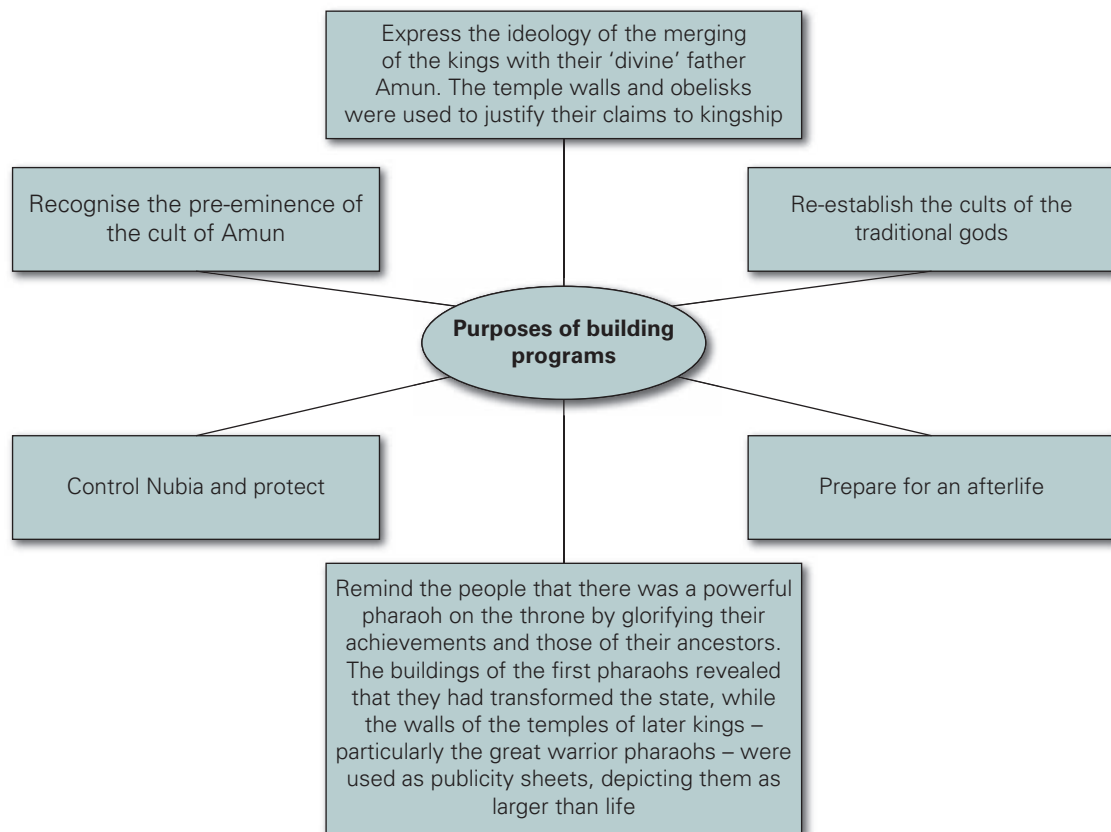 Express the ideology of the merging
of the kings with their ‘divine’ father
Amun. The temple walls and obelisks
were used to justify their claims to kingship
Recognise the pre-eminence of
the cult of Amun
Re-establish the cults of the
traditional gods
Purposes of building
programs
Control Nubia and protect
Prepare for an afterlife
Remind the people that there was a powerful
pharaoh on the throne by glorifying their
achievements and those of their ancestors.
The buildings of the first pharaohs revealed
that they had transformed the state, while
the walls of the temples of later kings –
particularly the great warrior pharaohs – were
used as publicity sheets, depicting them as
larger than life